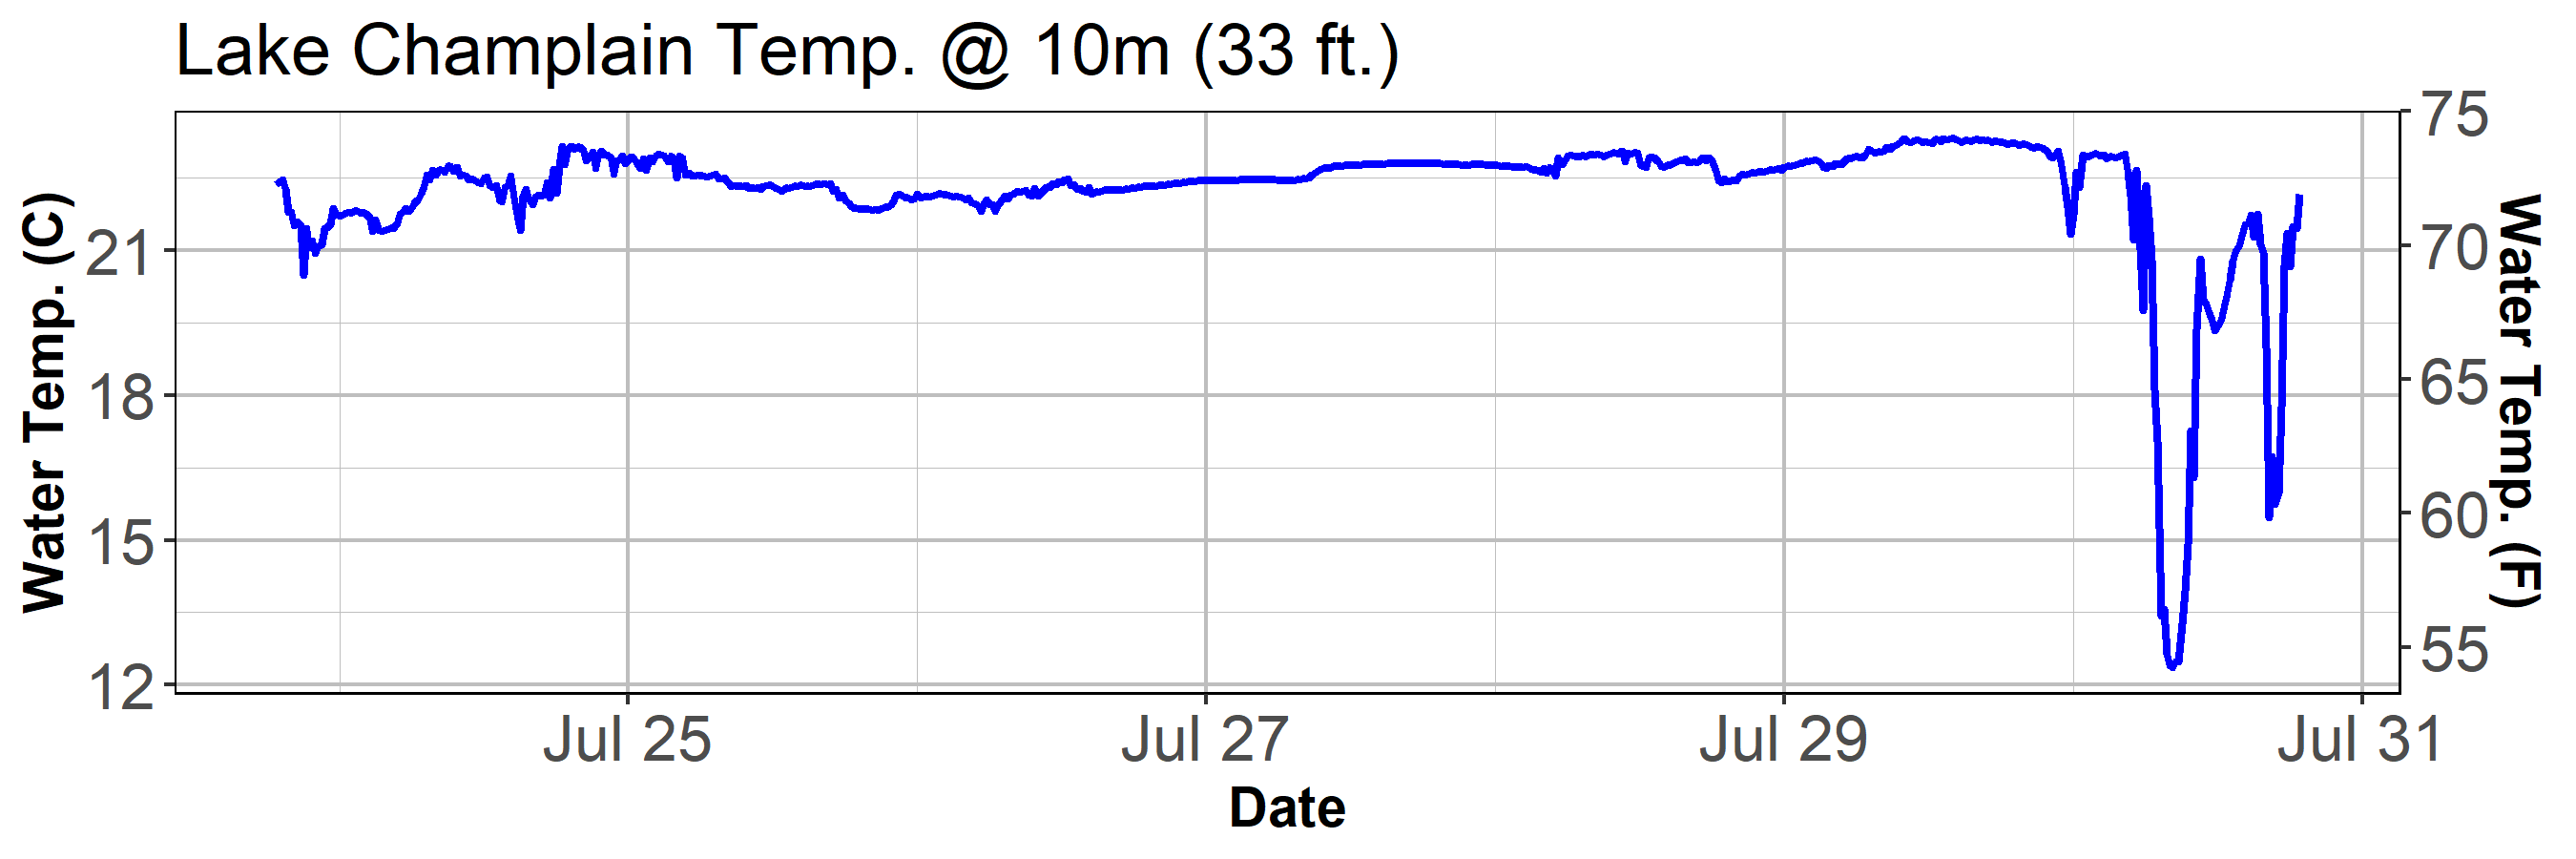 Lake Champlain Temp. @ 10m (33 ft.)
Water Temp. (C)
21
18
15
12
75
70
65
60
55
Water Temp. (F)
Jul 25
Jul 27
Jul 29
Jul 31
Date